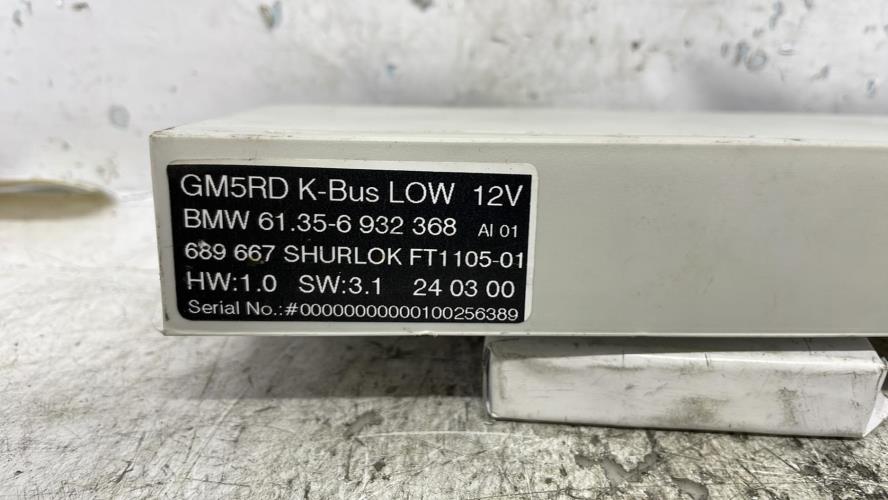 GM5RD K-Bus LOW 12V
BMW 61.35-6 932 368 AI 01
689 667 SHURLOK FT1105-01
HW:1.0 SW:3.1 24 03 00
Serial No.:#00000000000100256389